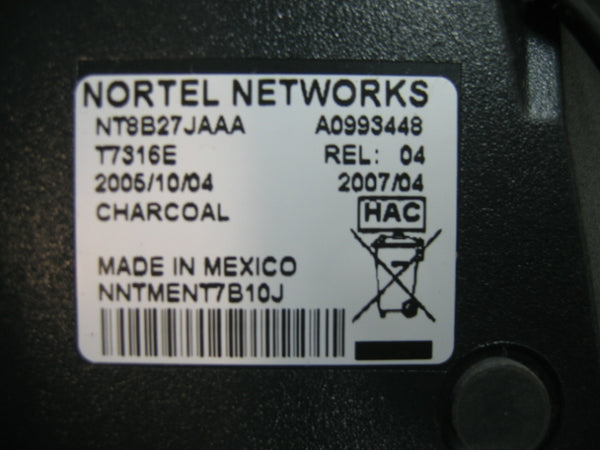 NORTEL NETWORKS
NT8B27JAAA A0993448
T7316E REL: 04
2005/10/04 2007/04
CHARCOAL HAC
MADE IN MEXICO
NNTMENT7B10J